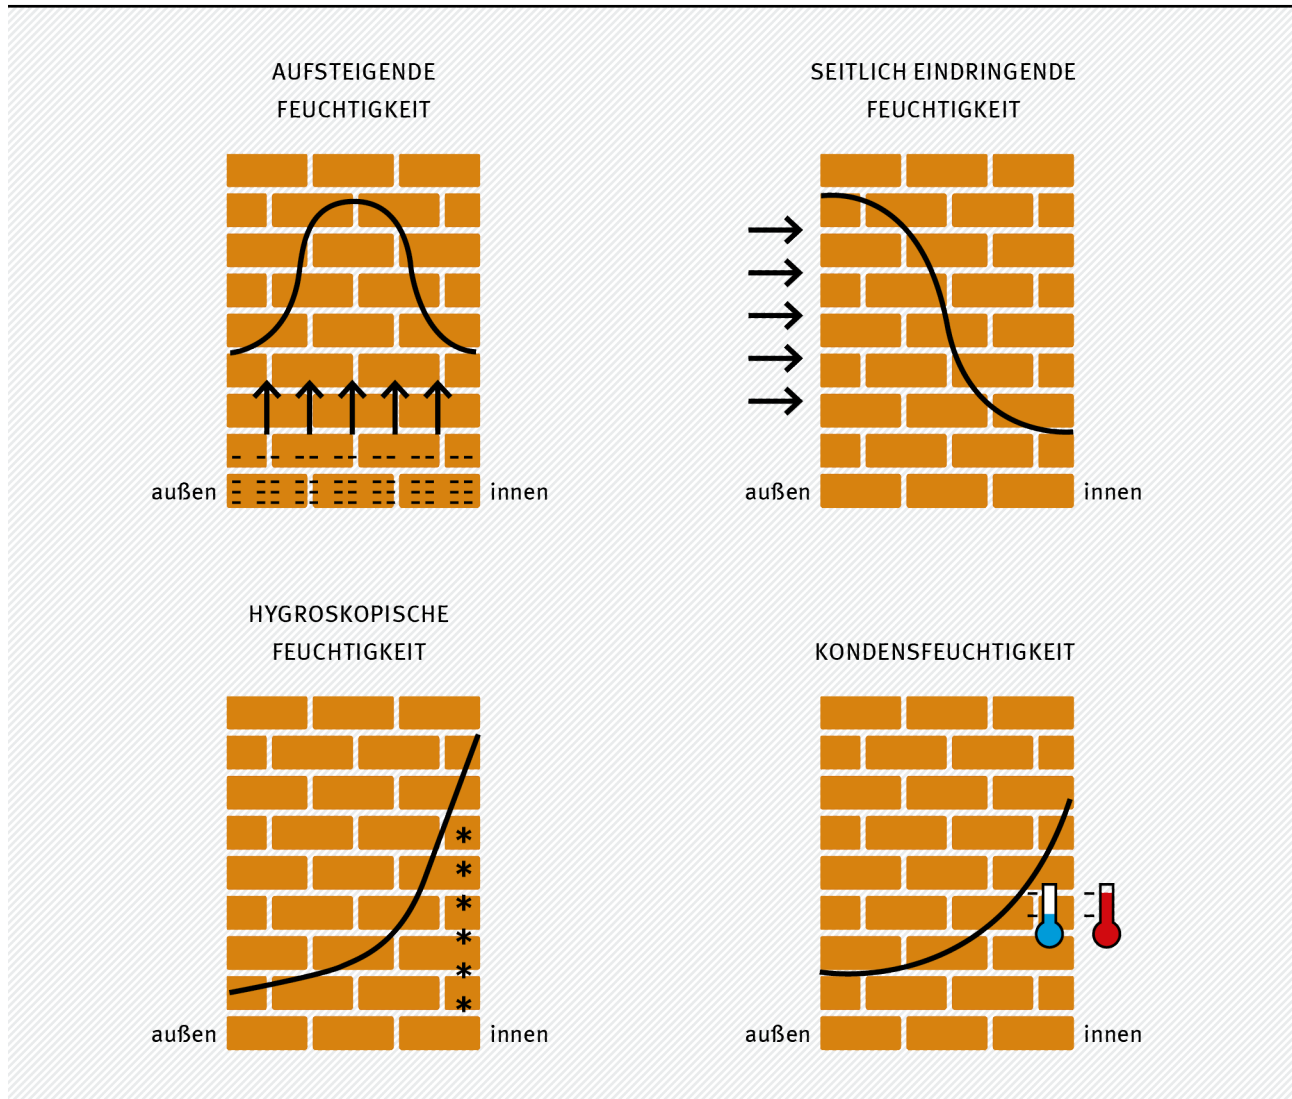 AUFSTEIGENDE
FEUCHTIGKEIT
außen
innen
SEITLICH EINDRINGENDE
FEUCHTIGKEIT
außen
innen
HYGROSKOPISCHE
FEUCHTIGKEIT
außen
innen
KONDENSFEUCHTIGKEIT
außen
innen